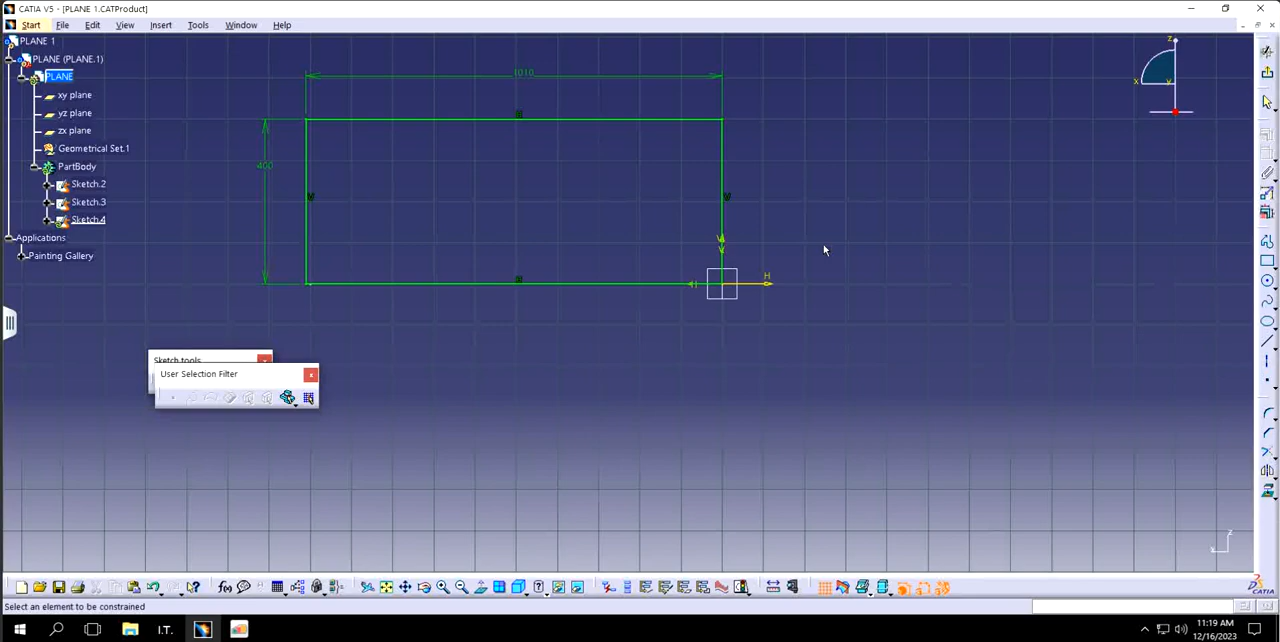 CATIA V5 - [PLANE 1.CATProduct]
Start File Edit View Insert Tools Window Help
PLANE 1
PLANE (PLANE.1)
PLANE
xy plane
yz plane
zx plane
Geometrical Set.1
PartBody
Sketch.2
Sketch.3
Sketch.4
Applications
Painting Gallery
1010
400
H
V
V
H
V
H
z
x
y
Sketch tools
User Selection Filter
z
x
f(x)
CATIA
Select an element to be constrained
I.T.
11:19 AM
12/16/2023